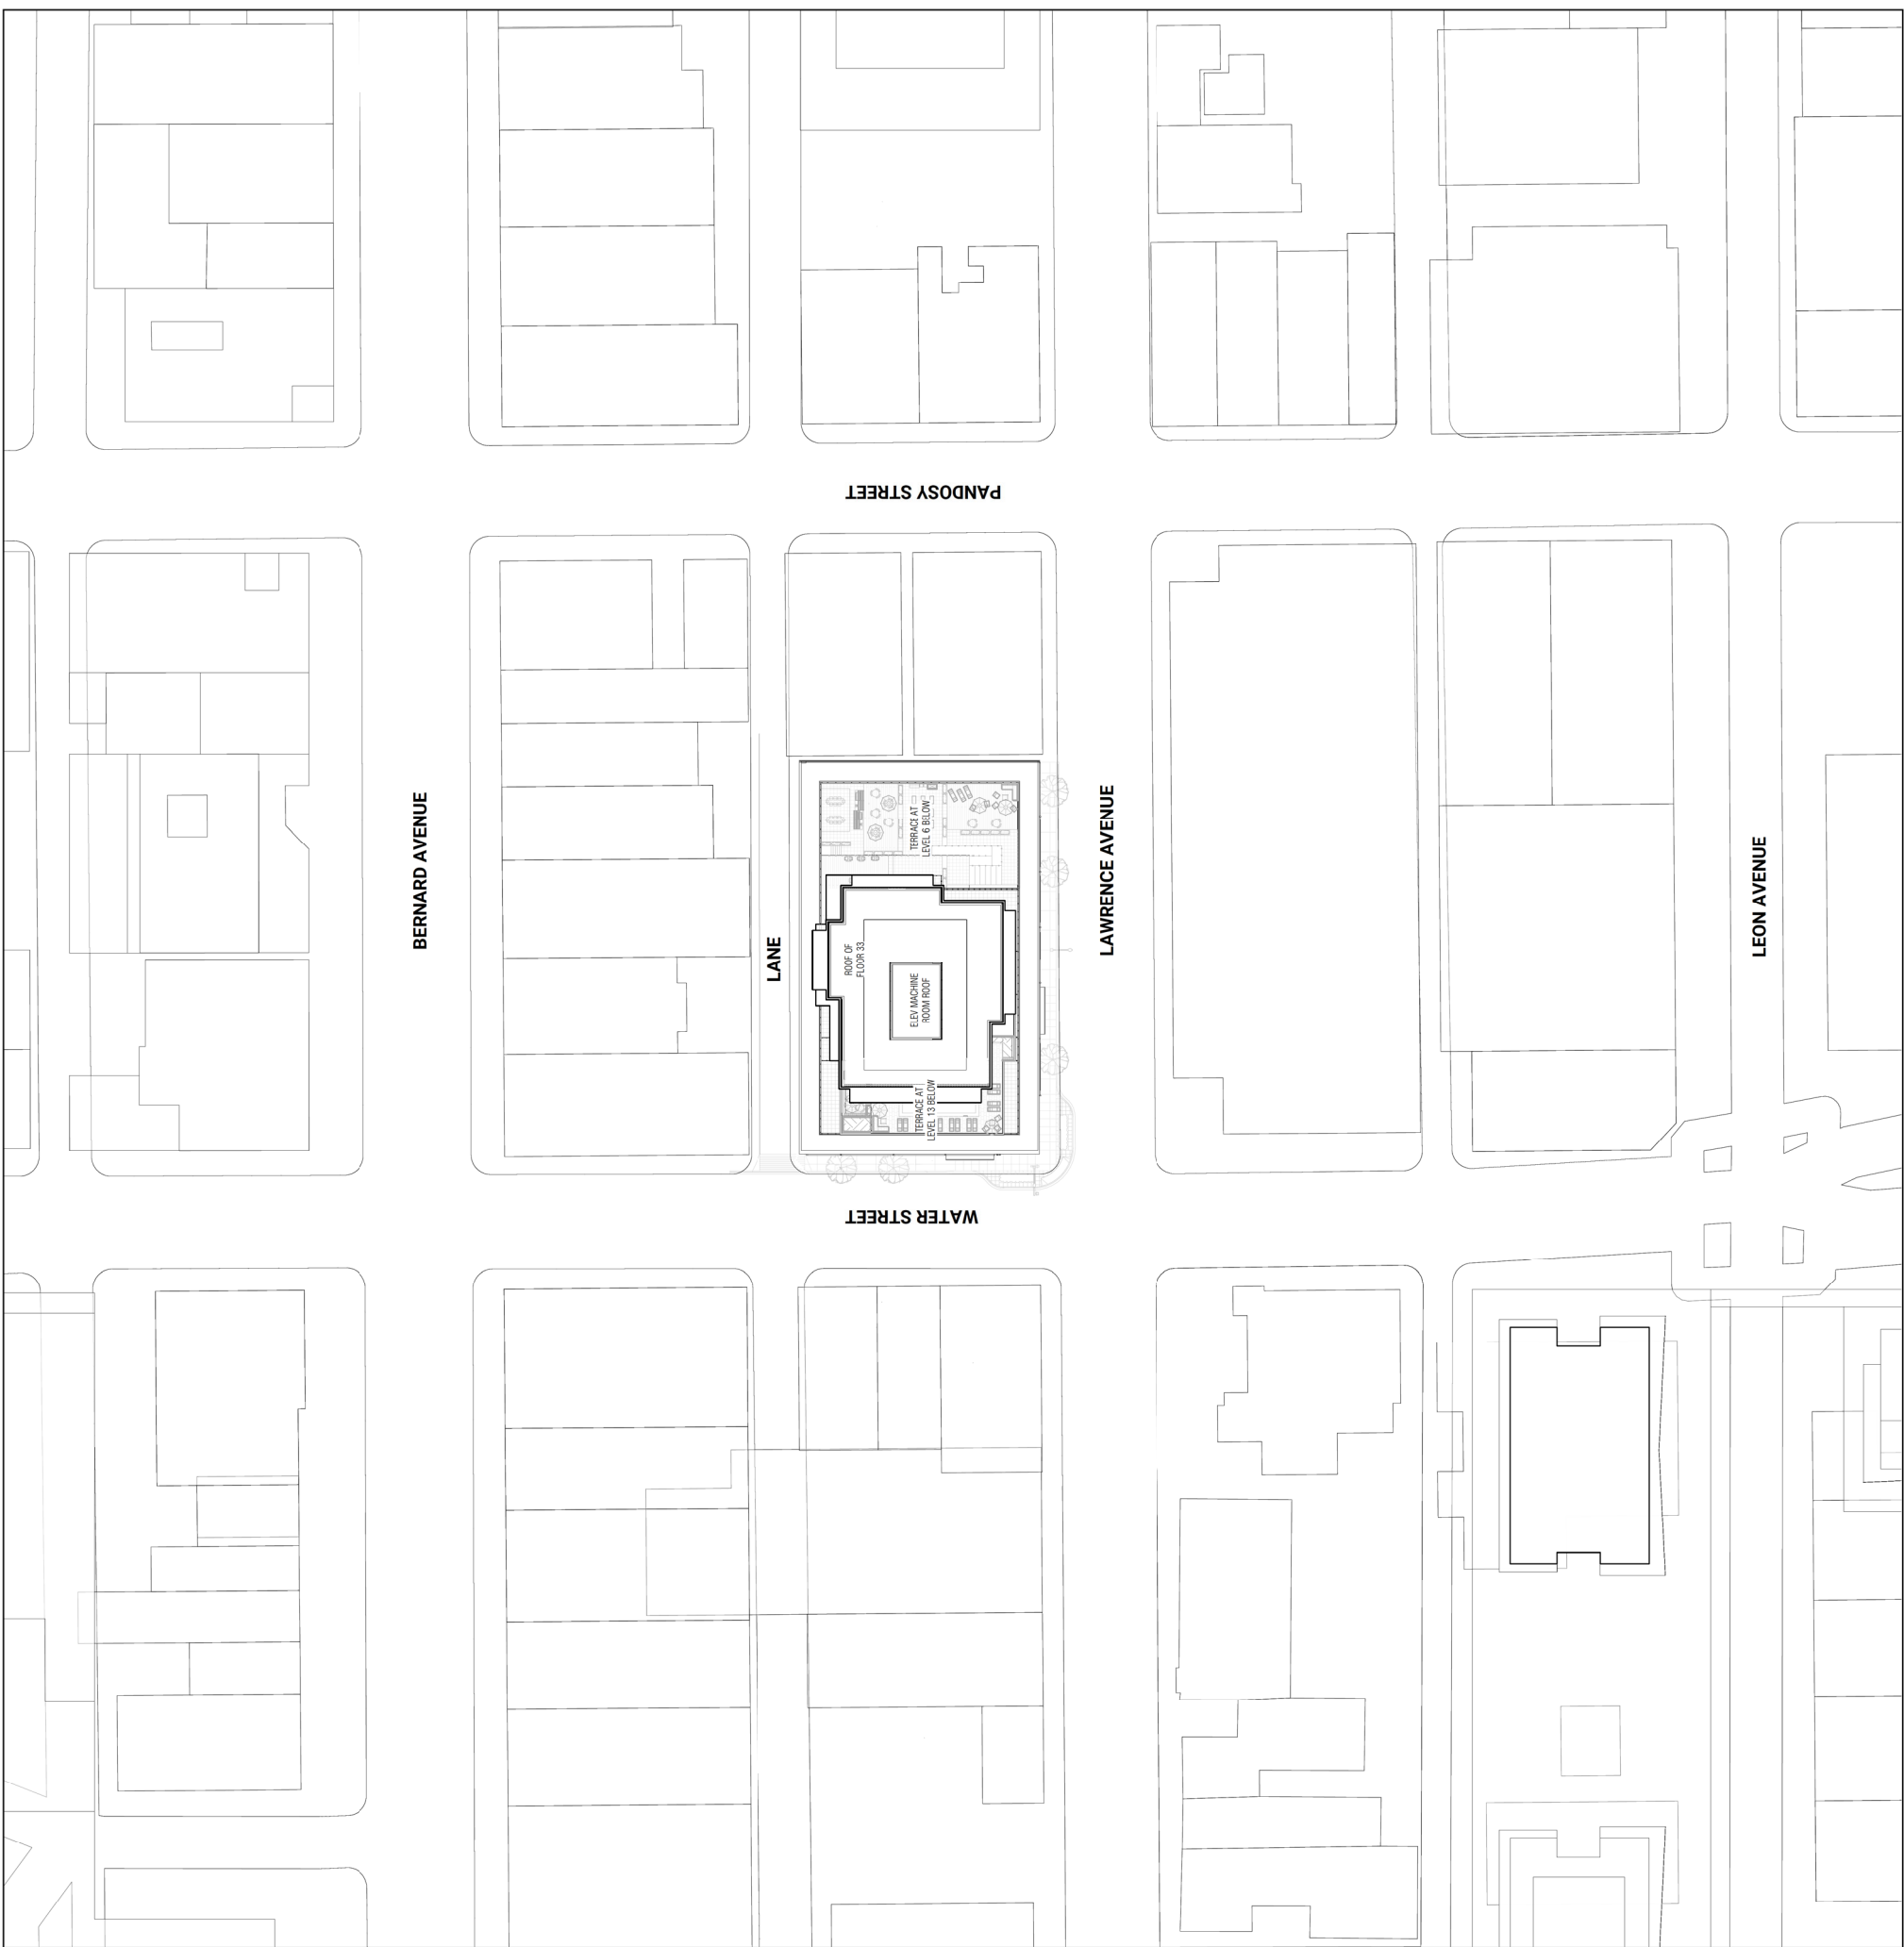 PANDOSY STREET
BERNARD AVENUE
LANE
LAWRENCE AVENUE
LEON AVENUE
TERRACE AT
LEVEL 6 BELOW
ROOF OF
FLOOR 33
ELEV MACHINE
ROOM ROOF
TERRACE AT
LEVEL 13 BELOW
WATER STREET